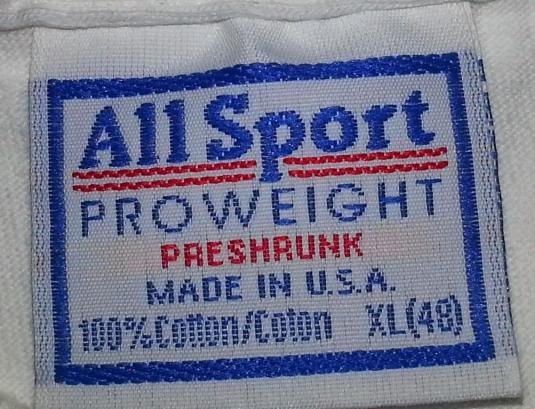 All Sport
PROWEIGHT
PRESHRUNK
MADE IN U.S.A.
100% Cotton/Coton XL(48)